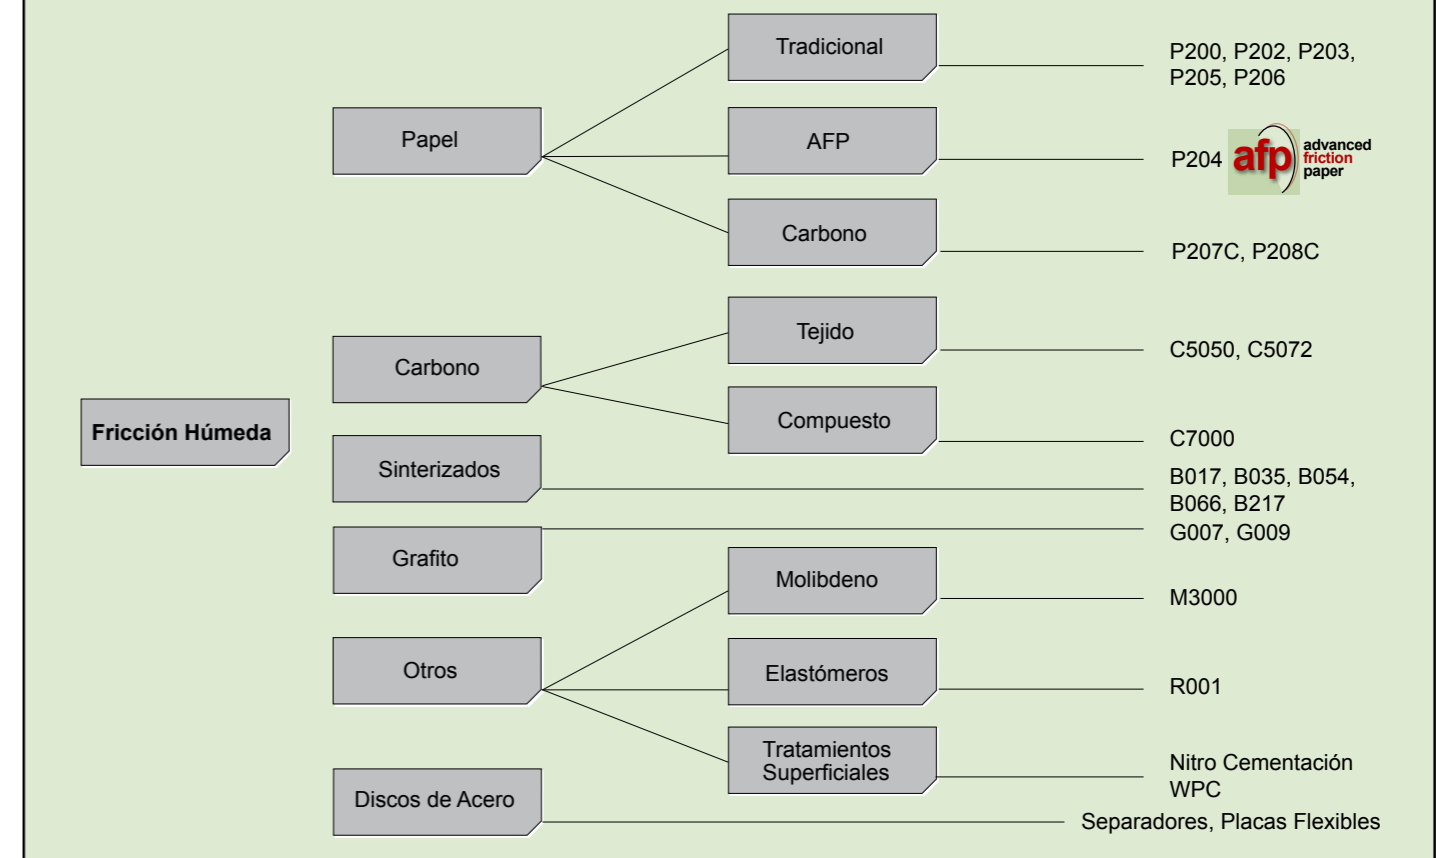 Tradicional
P200, P202, P203,
P205, P206
Papel
AFP
P204
afp
advanced
friction
paper
Carbono
P207C, P208C
Tejido
C5050, C5072
Carbono
Compuesto
C7000
Fricción Húmeda
Sinterizados
B017, B035, B054,
B066, B217
Grafito
G007, G009
Molibdeno
M3000
Otros
Elastómeros
R001
Tratamientos
Superficiales
Nitro Cementación
WPC
Discos de Acero
Separadores, Placas Flexibles